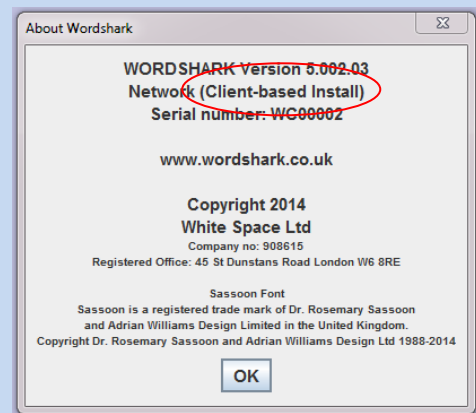 About Wordshark
WORDSHARK Version 5.002.03
Network (Client-based Install)
Serial number: WC00002
www.wordshark.co.uk
Copyright 2014
White Space Ltd
Company no: 908615
Registered Office: 45 St Dunstans Road London W6 8RE
Sassoon Font
Sassoon is a registered trade mark of Dr. Rosemary Sassoon
and Adrian Williams Design Limited in the United Kingdom.
Copyright Dr. Rosemary Sassoon and Adrian Williams Design Ltd 1988-2014
OK